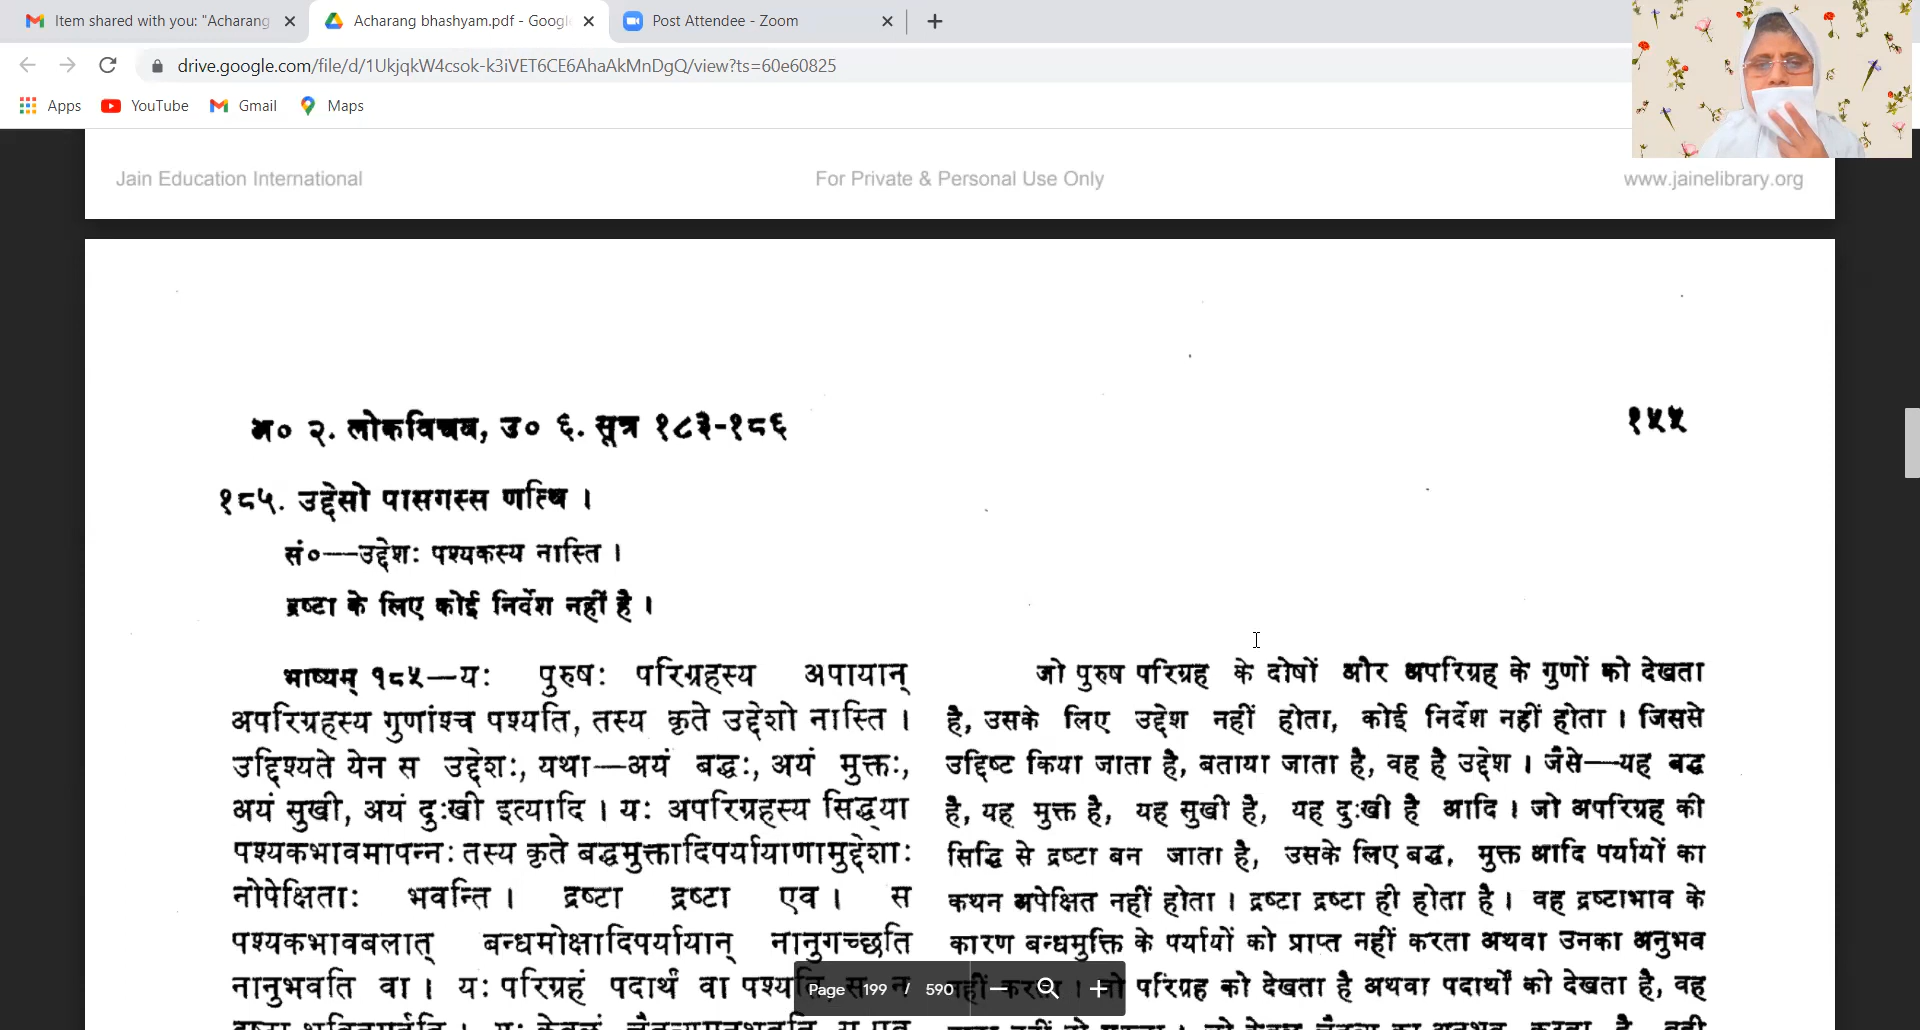 Item shared with you: "Acharang
Acharang bhashyam.pdf - Google
Post Attendee - Zoom
drive.google.com/file/d/1UkjqkW4csok-k3iVET6CE6AhaAkMnDgQ/view?ts=60e60825
Apps YouTube Gmail Maps
Jain Education International For Private & Personal Use Only www.jainelibrary.org
अ० २. लोकविचय, उ० ६. सूत्र १८३-१८६ १५५
१८५. उद्देसो पासगस्स णत्थि ।
सं०—उद्देशः पश्यकस्य नास्ति ।
द्रष्टा के लिए कोई निर्देश नहीं है ।
भाष्यम् १८५—यः पुरुषः परिग्रहस्य अपायान्
अपरिग्रहस्य गुणांश्च पश्यति, तस्य कृते उद्देशो नास्ति ।
उद्दिश्यते येन स उद्देशः, यथा—अयं बद्धः, अयं मुक्तः,
अयं सुखी, अयं दुःखी इत्यादि । यः अपरिग्रहस्य सिद्ध्या
पश्यकभावमापन्नः तस्य कृते बद्धमुक्तादिपर्यायाणामुद्देशाः
नोपेक्षिताः भवन्ति । द्रष्टा द्रष्टा एव । स
पश्यकभावबलात् बन्धमोक्षादिपर्यायान् नानुगच्छति
नानुभवति वा । यः परिग्रहं पदार्थं वा
जो पुरुष परिग्रह के दोषों और अपरिग्रह के गुणों को देखता
है, उसके लिए उद्देश नहीं होता, कोई निर्देश नहीं होता । जिससे
उद्दिष्ट किया जाता है, बताया जाता है, वह है उद्देश । जैसे—यह बद्ध
है, यह मुक्त है, यह सुखी है, यह दुःखी है आदि । जो अपरिग्रह की
सिद्धि से द्रष्टा बन जाता है, उसके लिए बद्ध, मुक्त आदि पर्यायों का
कथन अपेक्षित नहीं होता । द्रष्टा द्रष्टा ही होता है । वह द्रष्टाभाव के
कारण बन्धमुक्ति के पर्यायों को प्राप्त नहीं करता अथवा उनका अनुभव
नहीं करता । जो परिग्रह को देखता है अथवा पदार्थों को देखता है, वह
Page 199 / 590